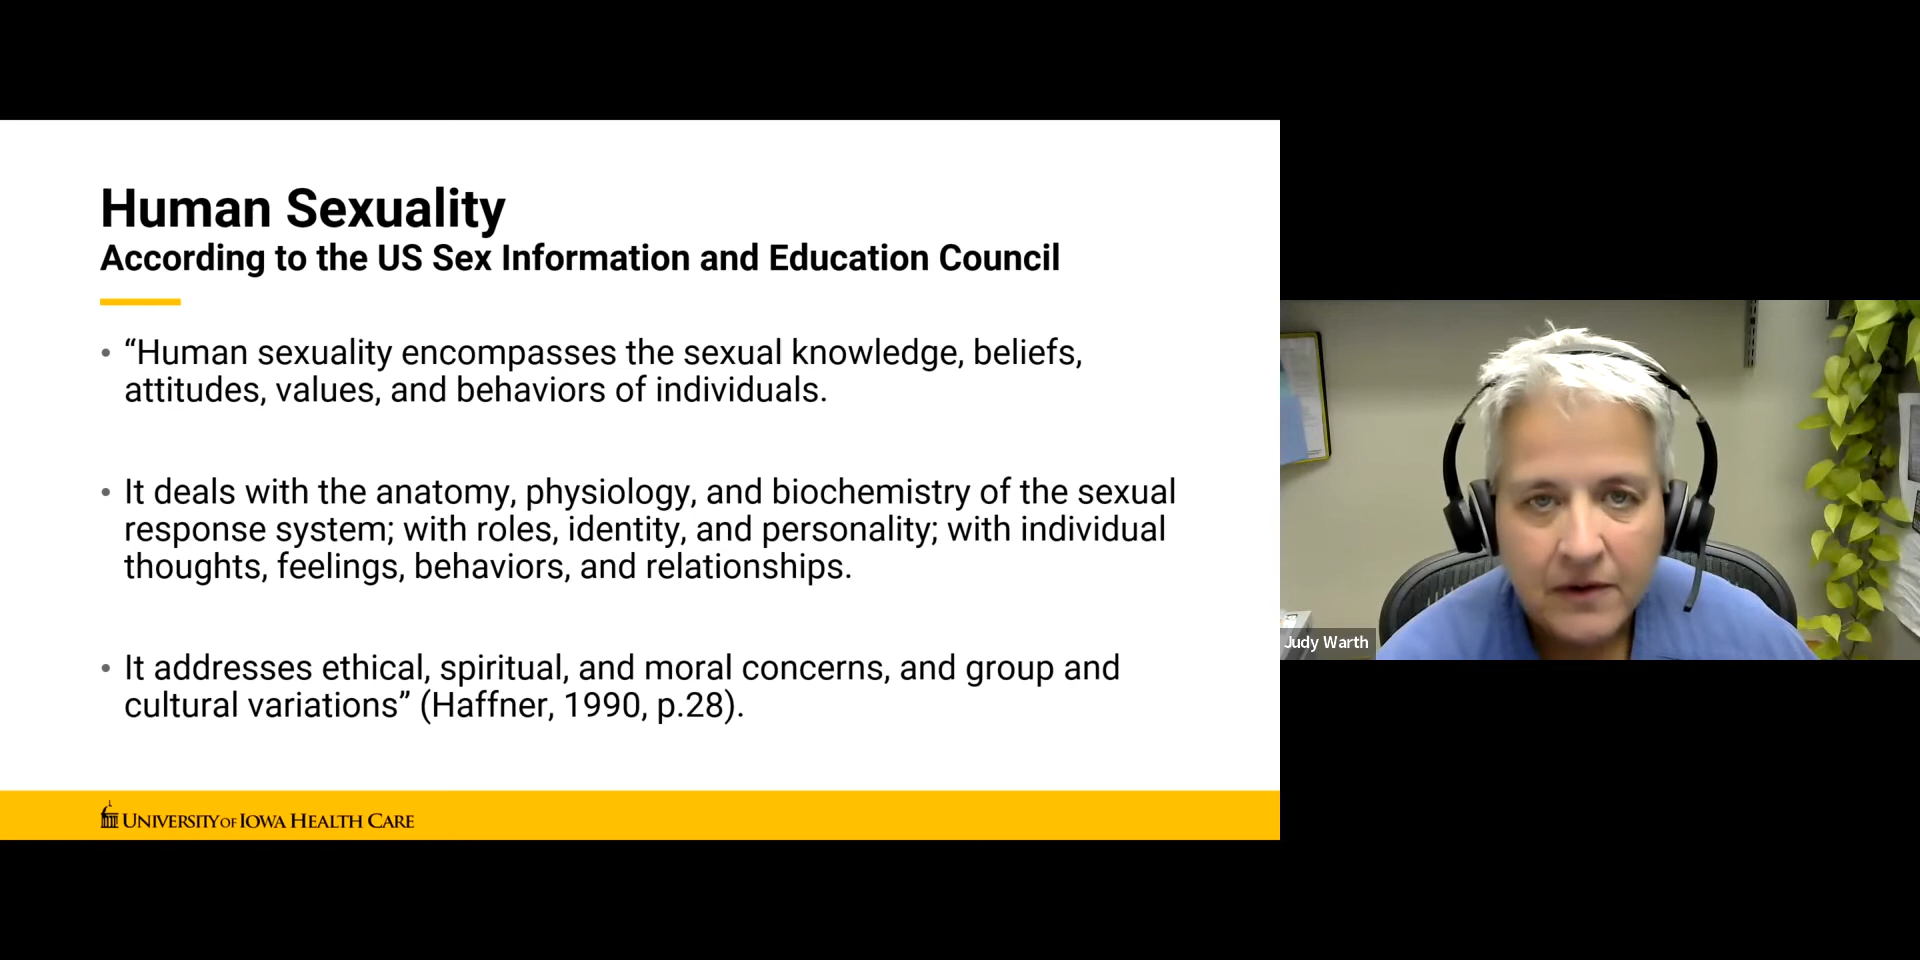 Human Sexuality
According to the US Sex Information and Education Council
• “Human sexuality encompasses the sexual knowledge, beliefs,
attitudes, values, and behaviors of individuals.
• It deals with the anatomy, physiology, and biochemistry of the sexual
response system; with roles, identity, and personality; with individual
thoughts, feelings, behaviors, and relationships.
• It addresses ethical, spiritual, and moral concerns, and group and
cultural variations” (Haffner, 1990, p.28).
UNIVERSITY OF IOWA HEALTH CARE
Judy Warth